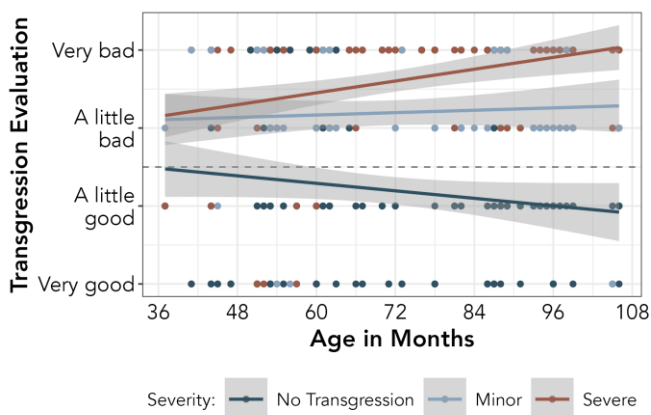 Transgression Evaluation
Very bad
A little
bad
A little
good
Very good
36 48 60 72 84 96 108
Age in Months
Severity: No Transgression Minor Severe